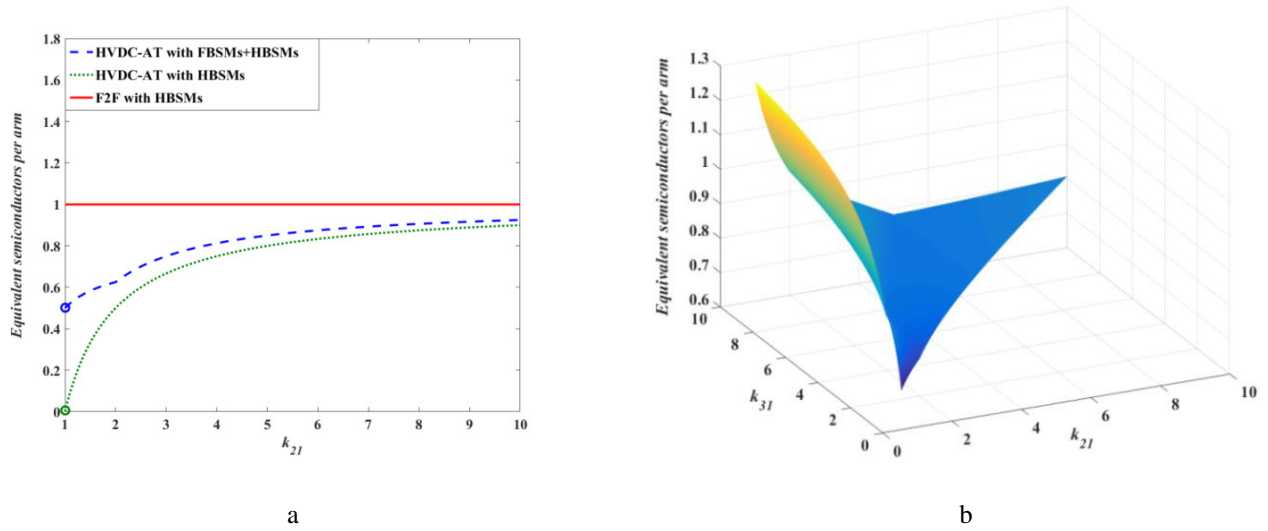 1.8
1.6
1.4
1.2
1
0.8
0.6
0.4
0.2
0
Equivalent semiconductors per arm
HVDC-AT with FBSMs+HBSMs
HVDC-AT with HBSMs
F2F with HBSMs
1 2 3 4 5 6 7 8 9 10
k21
a
1.3
1.2
1.1
1
0.9
0.8
0.7
0.6
Equivalent semiconductors per arm
10
8
6
4
2
0
k31
0
2
4
6
8
10
k21
b